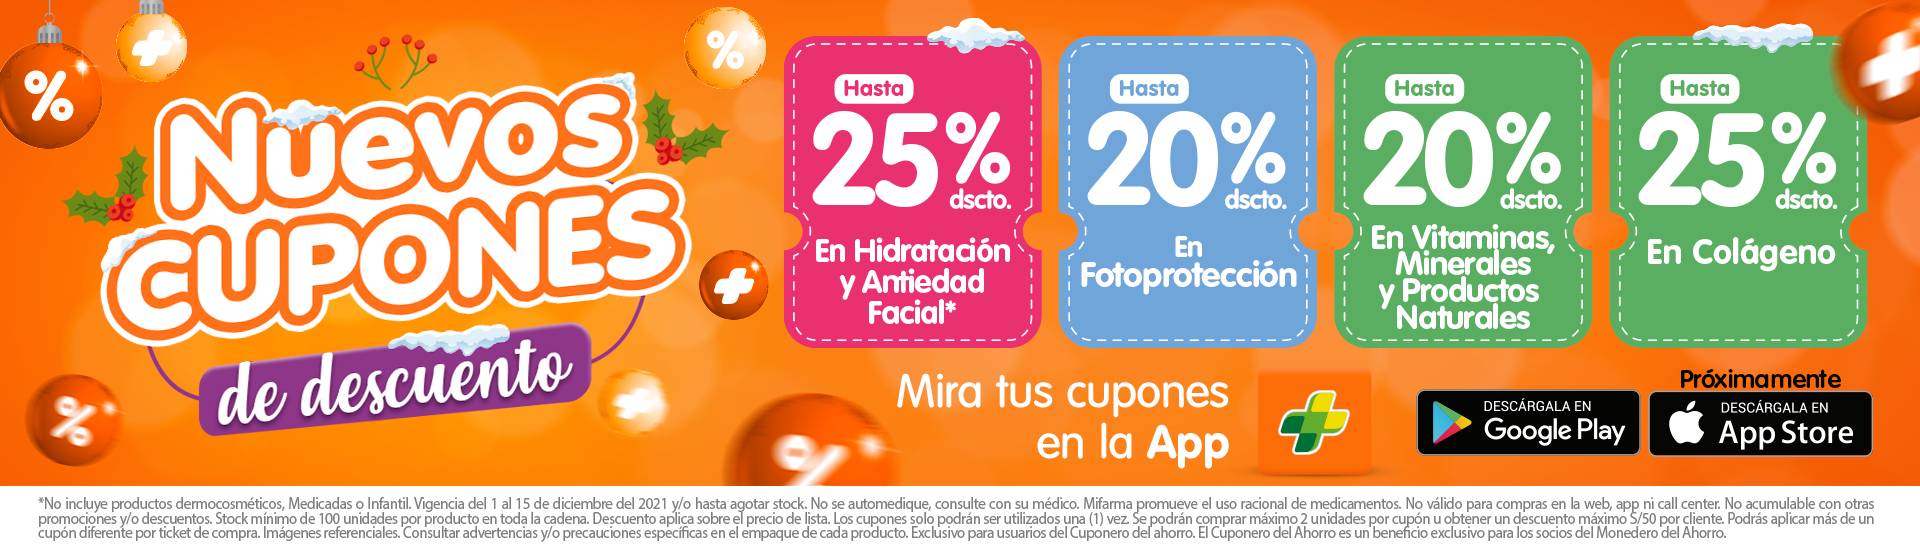 NUEVOS
CUPONES
de descuento
Hasta
25%
dscto.
En Hidratación
y Antiedad
Facial*
Hasta
20%
dscto.
En
Fotoprotección
Hasta
20%
dscto.
En Vitaminas,
Minerales
y Productos
Naturales
Hasta
25%
dscto.
En Colágeno
Mira tus cupones
en la App
DESCÁRGALA EN
Google Play
Próximamente
DESCÁRGALA EN
App Store
%
%
%
%
*No incluye productos dermocosméticos, Medicadas o Infantil. Vigencia del 1 al 15 de diciembre del 2021 y/o hasta agotar stock. No se automedique, consulte con su médico. Mifarma promueve el uso racional de medicamentos. No válido para compras en la web, app ni call center. No acumulable con otras
promociones y/o descuentos. Stock mínimo de 100 unidades por producto en toda la cadena. Descuento aplica sobre el precio de lista. Los cupones solo podrán ser utilizados una (1) vez. Se podrán comprar máximo 2 unidades por cupón u obtener un descuento máximo S/50 por cliente. Podrás aplicar más de un
cupón diferente por ticket de compra. Imágenes referenciales. Consultar advertencias y/o precauciones específicas en el empaque de cada producto. Exclusivo para usuarios del Cuponero del ahorro. El Cuponero del Ahorro es un beneficio exclusivo para los socios del Monedero del Ahorro.